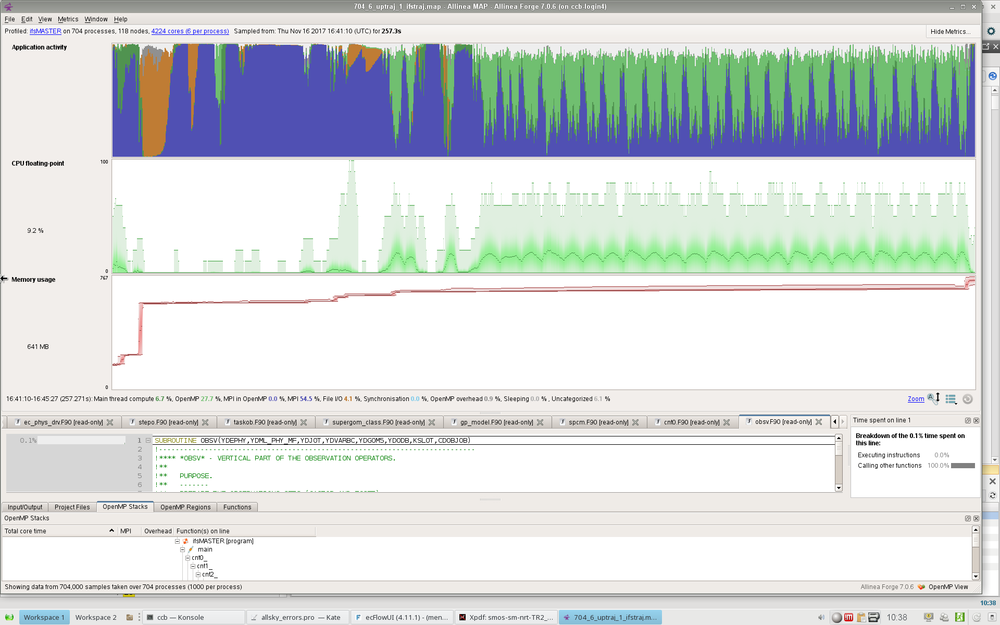 704_6_uptraj_1_ifstraj.map - Allinea MAP - Allinea Forge 7.0.6 (on ccb-login4)
File Edit View Metrics Window Help
Profiled: ifsMASTER on 704 processes, 118 nodes, 4224 cores (6 per process) Sampled from: Thu Nov 16 2017 16:41:10 (UTC) for 257.3s
Hide Metrics...
Application activity
CPU floating-point
100
9.2 %
0
Memory usage
767
641 MB
0
16:41:10-16:45:27 (257.271s): Main thread compute 6.7 %, OpenMP 27.7 %, MPI in OpenMP 0.0 %, MPI 54.5 %, File I/O 4.1 %, Synchronisation 0.0 %, OpenMP overhead 0.9 %, Sleeping 0.0 % , Uncategorized 6.1 %
Zoom
ec_phys_drv.F90 [read-only] stepo.F90 [read-only] taskob.F90 [read-only] supergom_class.F90 [read-only] gp_model.F90 [read-only] spcm.F90 [read-only] cnt0.F90 [read-only] obsv.F90 [read-only]
0.1% 1 SUBROUTINE OBSV(YDEPHY,YDML_PHY_MF,YDJOT,YDVARBC,YDGOM5,YDODB,KSLOT,CDOBJOB)
2 !----------------------------------------------------------------------------
3 !**** *OBSV* - VERTICAL PART OF THE OBSERVATION OPERATORS.
4 !**
5 !** PURPOSE.
6 !** -------
Time spent on line 1
Breakdown of the 0.1% time spent on this line:
Executing instructions 0.0%
Calling other functions 100.0%
Input/Output Project Files OpenMP Stacks OpenMP Regions Functions
OpenMP Stacks
Total core time MPI Overhead Function(s) on line
ifsMASTER [program]
main
cnt0_
cnt1_
cnt2_
Showing data from 704,000 samples taken over 704 processes (1000 per process)
Allinea Forge 7.0.6 OpenMP View
10:38
Workspace 1 Workspace 2 ccb — Konsole allsky_errors.pro — Kate ecFlowUI (4.11.1) - (men... Xpdf: smos-sm-nrt-TR2_... 704_6_uptraj_1_ifstraj.m... 10:38